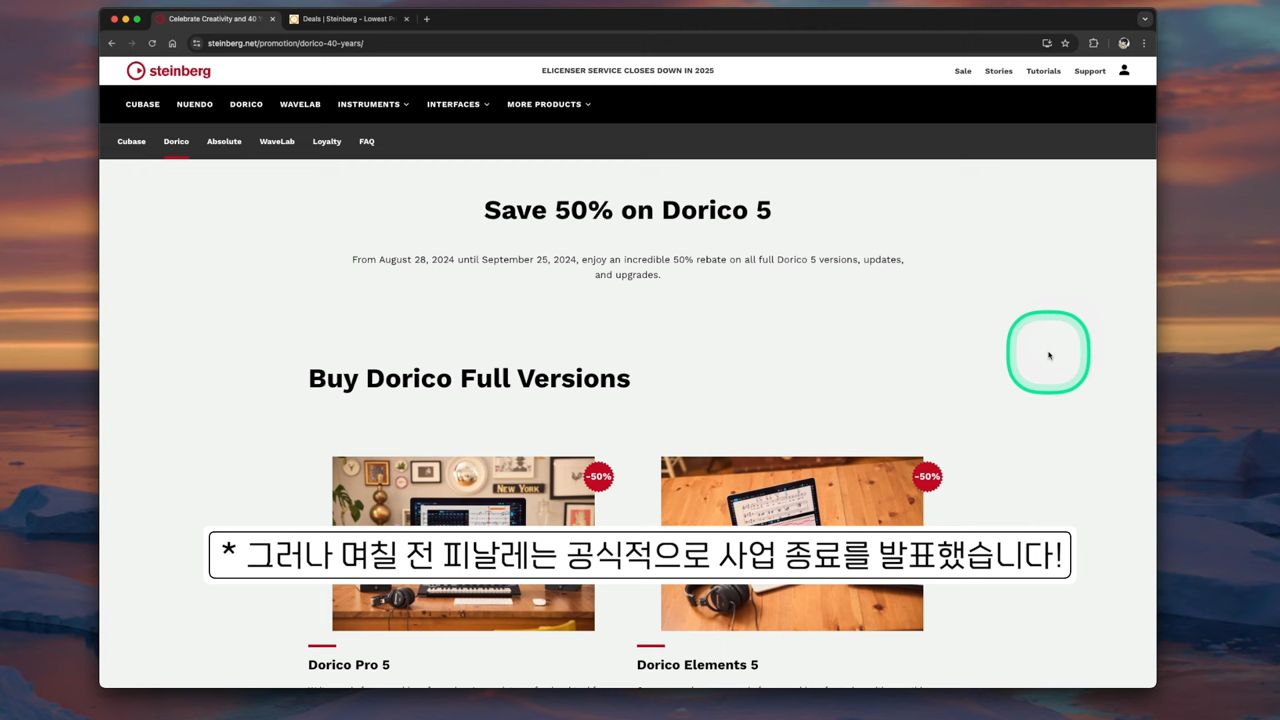 Celebrate Creativity and 40 Y
Deals | Steinberg - Lowest Pr
steinberg.net/promotion/dorico-40-years/
steinberg
ELICENSER SERVICE CLOSES DOWN IN 2025
Sale Stories Tutorials Support
CUBASE NUENDO DORICO WAVELAB INSTRUMENTS INTERFACES MORE PRODUCTS
Cubase Dorico Absolute WaveLab Loyalty FAQ
Save 50% on Dorico 5
From August 28, 2024 until September 25, 2024, enjoy an incredible 50% rebate on all full Dorico 5 versions, updates,
and upgrades.
Buy Dorico Full Versions
-50%
-50%
NEW YORK
* 그러나 며칠 전 피날레는 공식적으로 사업 종료를 발표했습니다!
Dorico Pro 5
Dorico Elements 5